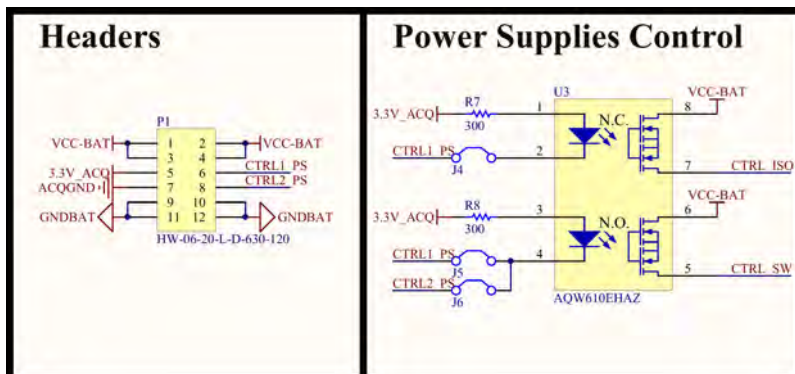 Headers
P1
VCC-BAT 1 2 VCC-BAT
3 4
3.3V_ACQ 5 6 CTRL1_PS
ACQGND 7 8 CTRL2_PS
9 10
GNDBAT 11 12 GNDBAT
HW-06-20-L-D-630-120
Power Supplies Control
U3
3.3V_ACQ R7 1 8 VCC-BAT
300 N.C.
CTRL1_PS 2 7 CTRL_ISO
J4
3.3V_ACQ R8 3 6 VCC-BAT
300 N.O.
CTRL1_PS 4 5 CTRL_SW
J5
CTRL2_PS
J6
AQW610EHAZ